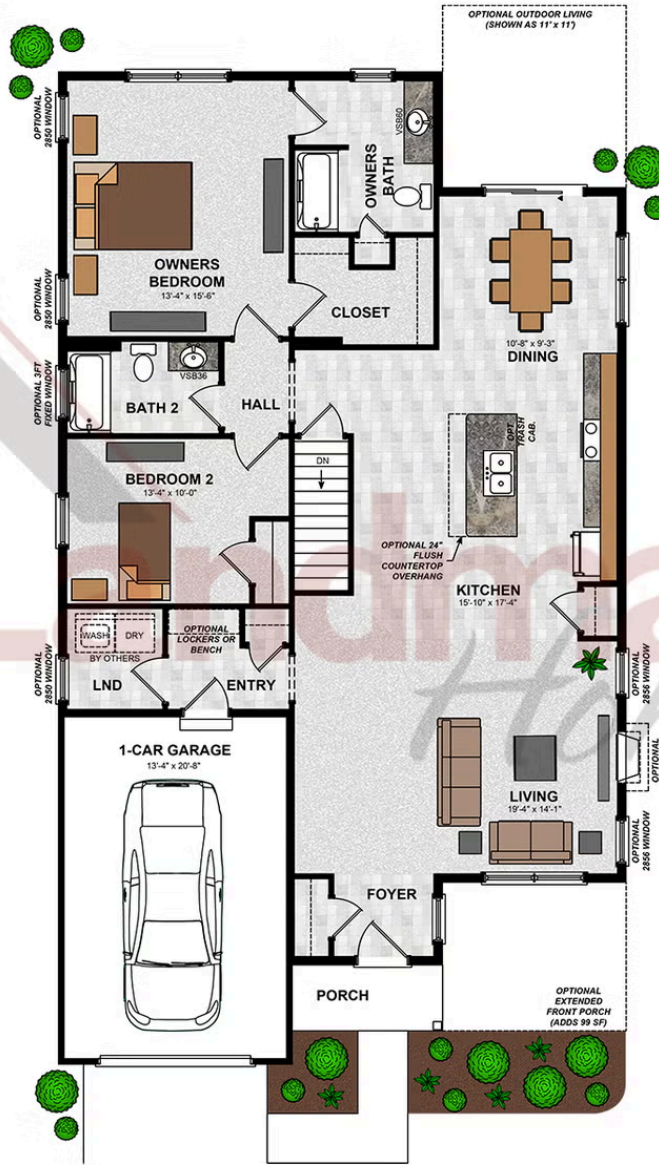 OPTIONAL OUTDOOR LIVING
(SHOWN AS 11' x 11')
OPTIONAL
2850 WINDOW
VSB60
OWNERS
BATH
OWNERS
BEDROOM
13'-4" x 15'-6"
OPTIONAL
2850 WINDOW
CLOSET
10'-8" x 9'-3"
DINING
OPTIONAL 3FT
FIXED WINDOW
VSB36
BATH 2
HALL
OPT
TRASH
CAB.
DN
BEDROOM 2
13'-4" x 10'-0"
OPTIONAL 24"
FLUSH
COUNTERTOP
OVERHANG
KITCHEN
15'-10" x 17'-4"
WASH
DRY
BY OTHERS
OPTIONAL
LOCKERS OR
BENCH
OPTIONAL
2850 WINDOW
LND
ENTRY
OPTIONAL
2856 WINDOW
1-CAR GARAGE
13'-4" x 20'-8"
OPTIONAL
LIVING
19'-4" x 14'-1"
OPTIONAL
2856 WINDOW
FOYER
PORCH
OPTIONAL
EXTENDED
FRONT PORCH
(ADDS 99 SF)